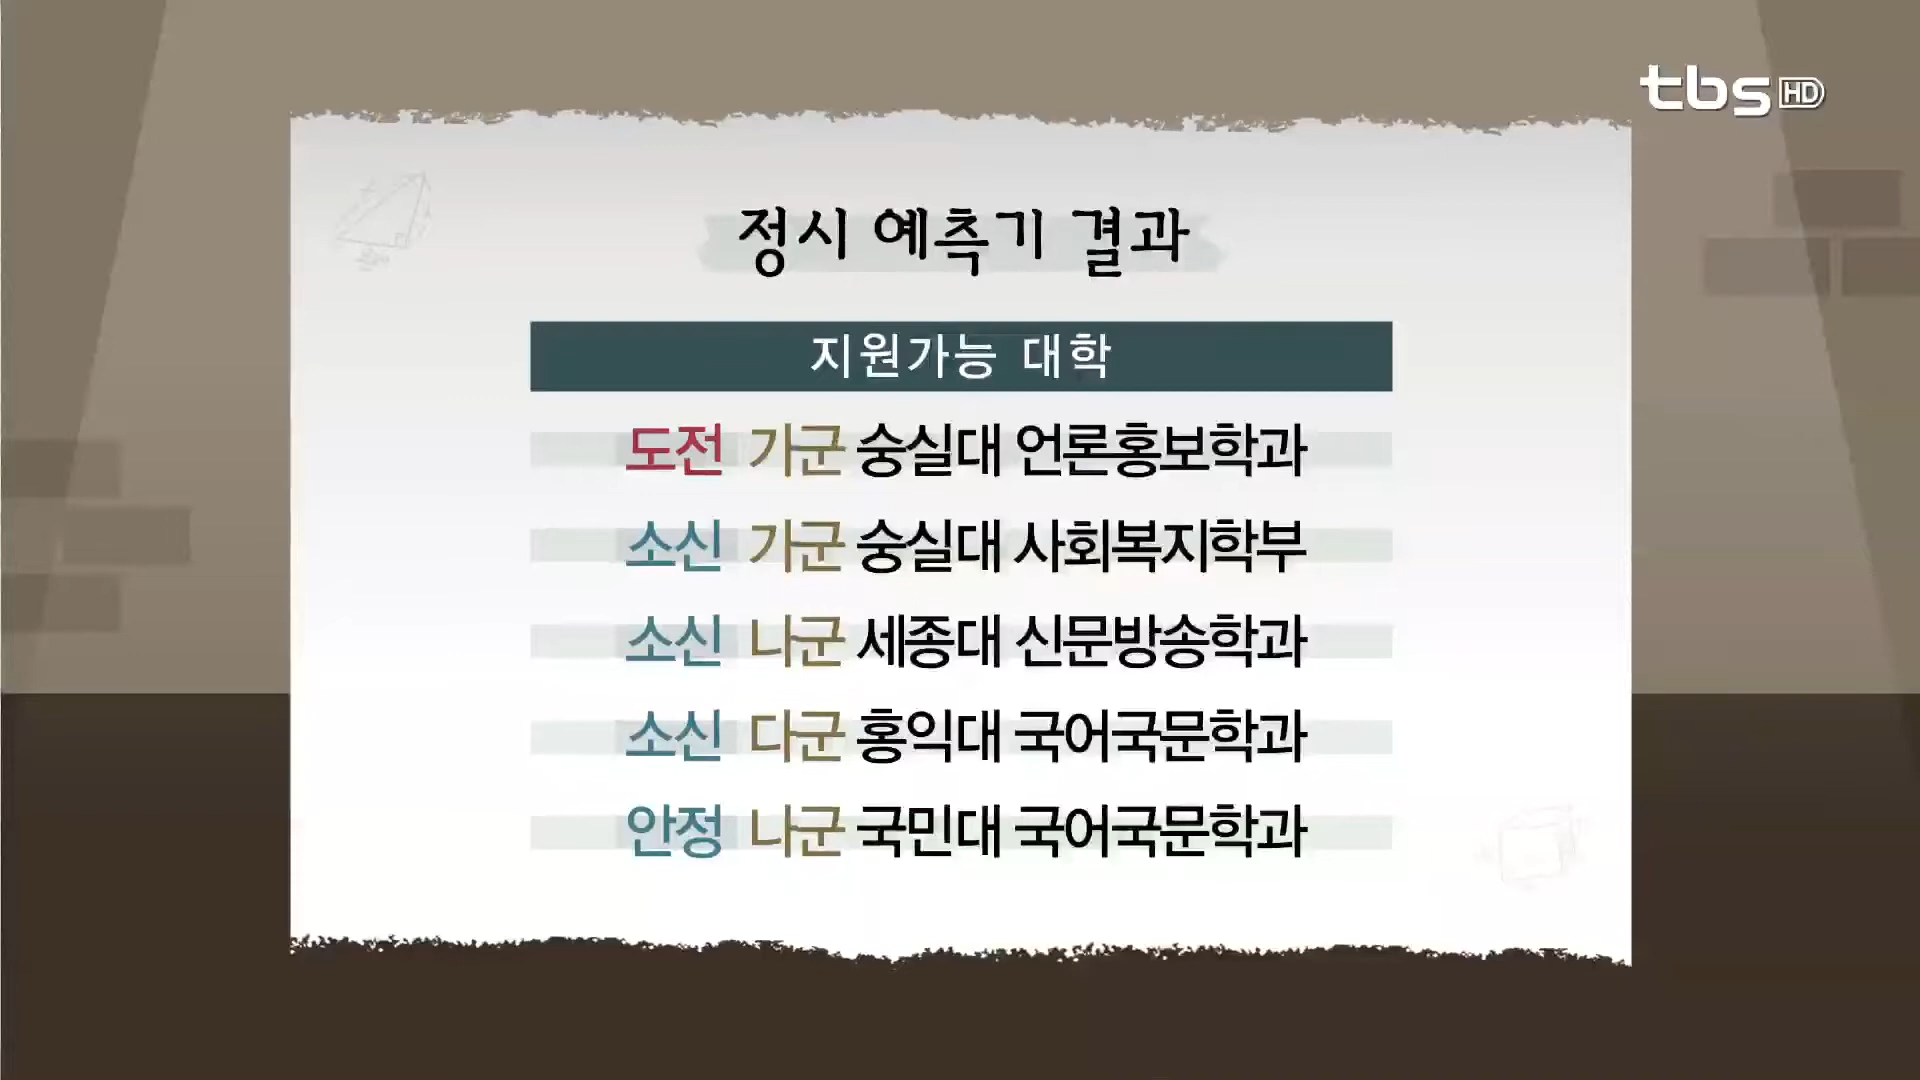 tbs HD
정시 예측기 결과
지원가능 대학
도전 가군 숭실대 언론홍보학과
소신 가군 숭실대 사회복지학부
소신 나군 세종대 신문방송학과
소신 다군 홍익대 국어국문학과
안정 나군 국민대 국어국문학과